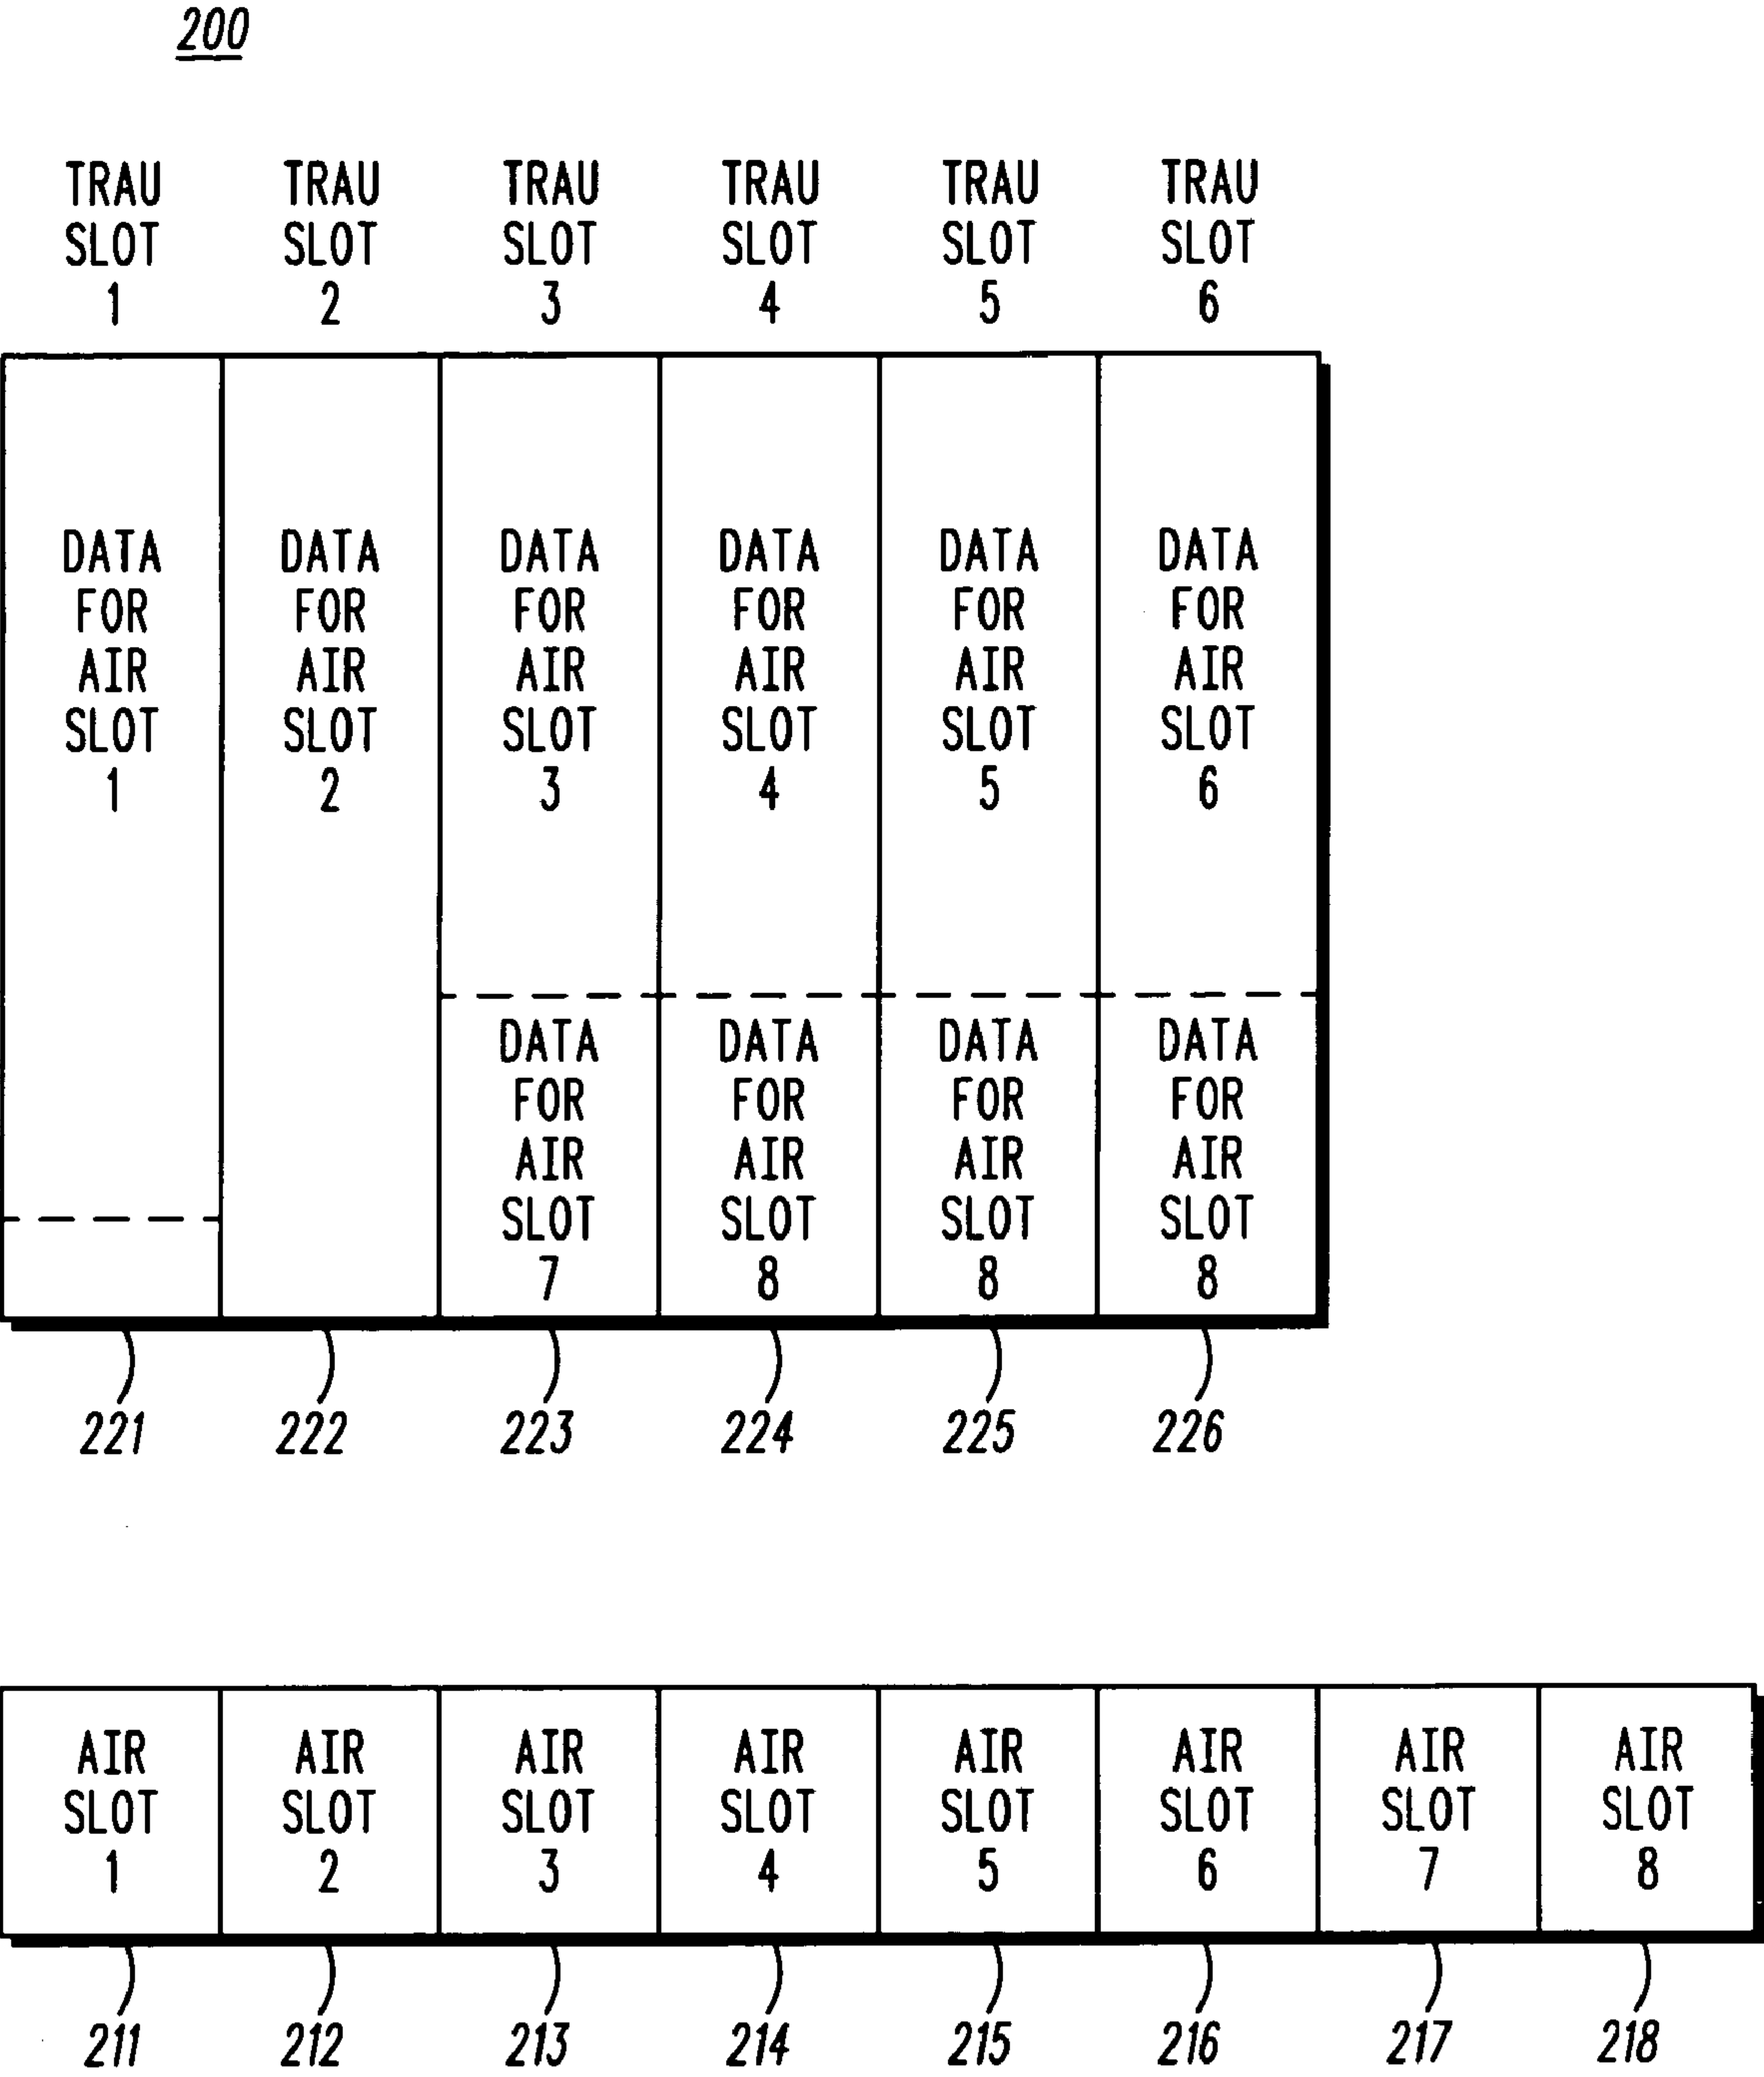 200
TRAU TRAU TRAU TRAU TRAU TRAU
SLOT SLOT SLOT SLOT SLOT SLOT
1 2 3 4 5 6
DATA DATA DATA DATA DATA DATA
FOR FOR FOR FOR FOR FOR
AIR AIR AIR AIR AIR AIR
SLOT SLOT SLOT SLOT SLOT SLOT
1 2 3 4 5 6
DATA DATA DATA DATA
FOR FOR FOR FOR
AIR AIR AIR AIR
SLOT SLOT SLOT SLOT
7 8 8 8
221 222 223 224 225 226
AIR AIR AIR AIR AIR AIR AIR AIR
SLOT SLOT SLOT SLOT SLOT SLOT SLOT SLOT
1 2 3 4 5 6 7 8
211 212 213 214 215 216 217 218